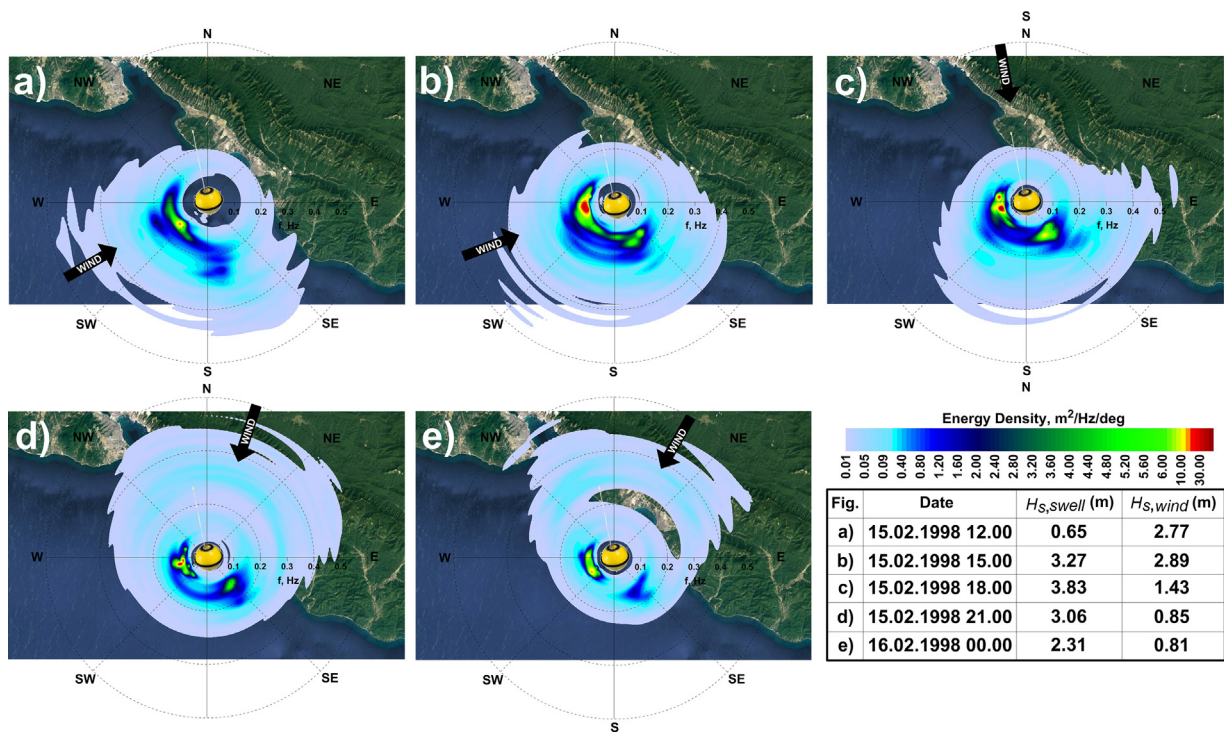 N
a)
NW
NE
W
E
0.1 0.2 0.3 0.4 0.5
f, Hz
WIND
SW
SE
S
N
b)
NW
NE
W
E
0.1 0.2 0.3 0.4 0.5
f, Hz
WIND
SW
SE
S
S
N
c)
NW
NE
WIND
W
E
0.1 0.2 0.3 0.4 0.5
f, Hz
SW
SE
S
N
N
d)
NW
NE
WIND
W
E
0.1 0.2 0.3 0.4 0.5
f, Hz
SW
SE
e)
NW
NE
WIND
W
E
0.1 0.2 0.3 0.4 0.5
f, Hz
SW
SE
S
Energy Density, m²/Hz/deg
0.01 0.05 0.09 0.40 0.80 1.20 1.60 2.00 2.40 2.80 3.20 3.60 4.00 4.40 5.20 6.00 10.00 30.00
Fig. Date Hs,swell (m) Hs,wind (m)
a) 15.02.1998 12.00 0.65 2.77
b) 15.02.1998 15.00 3.27 2.89
c) 15.02.1998 18.00 3.83 1.43
d) 15.02.1998 21.00 3.06 0.85
e) 16.02.1998 00.00 2.31 0.81